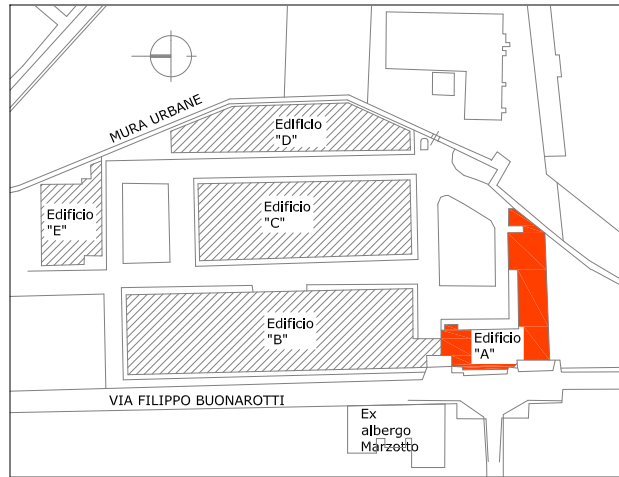 MURA URBANE
Edificio
"D"
Edificio
"E"
Edificio
"C"
Edificio
"B"
Edificio
"A"
VIA FILIPPO BUONAROTTI
Ex
albergo
Marzotto